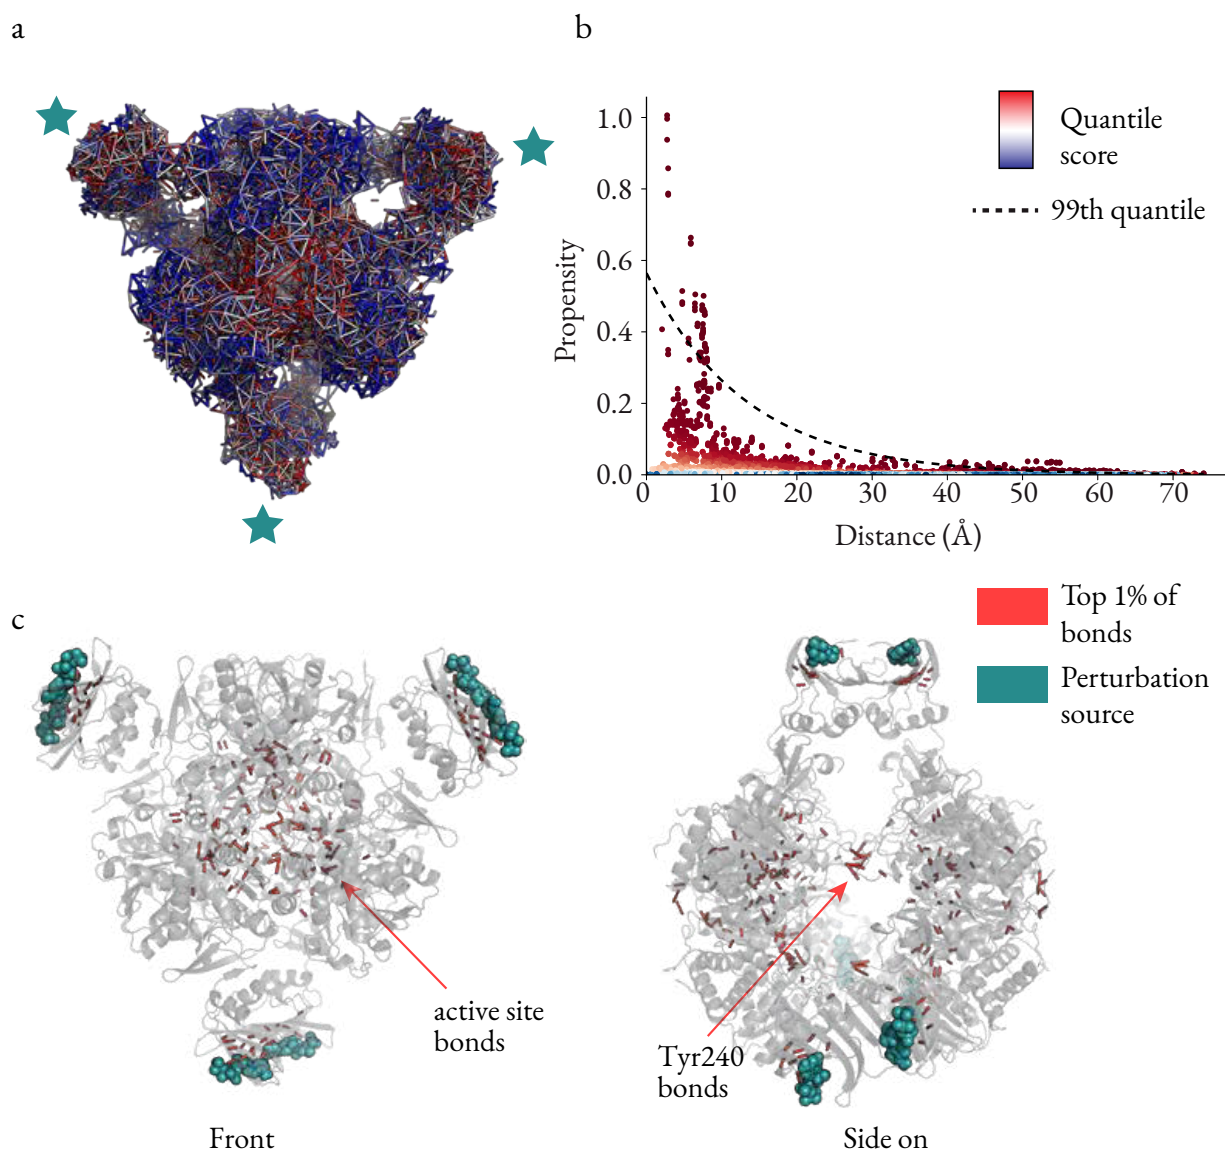 a
b
1.0
0.8
0.6
0.4
0.2
0.0
Propensity
0 10 20 30 40 50 60 70
Distance (Å)
Quantile
score
99th quantile
c
Top 1% of
bonds
Perturbation
source
active site
bonds
Tyr240
bonds
Front
Side on